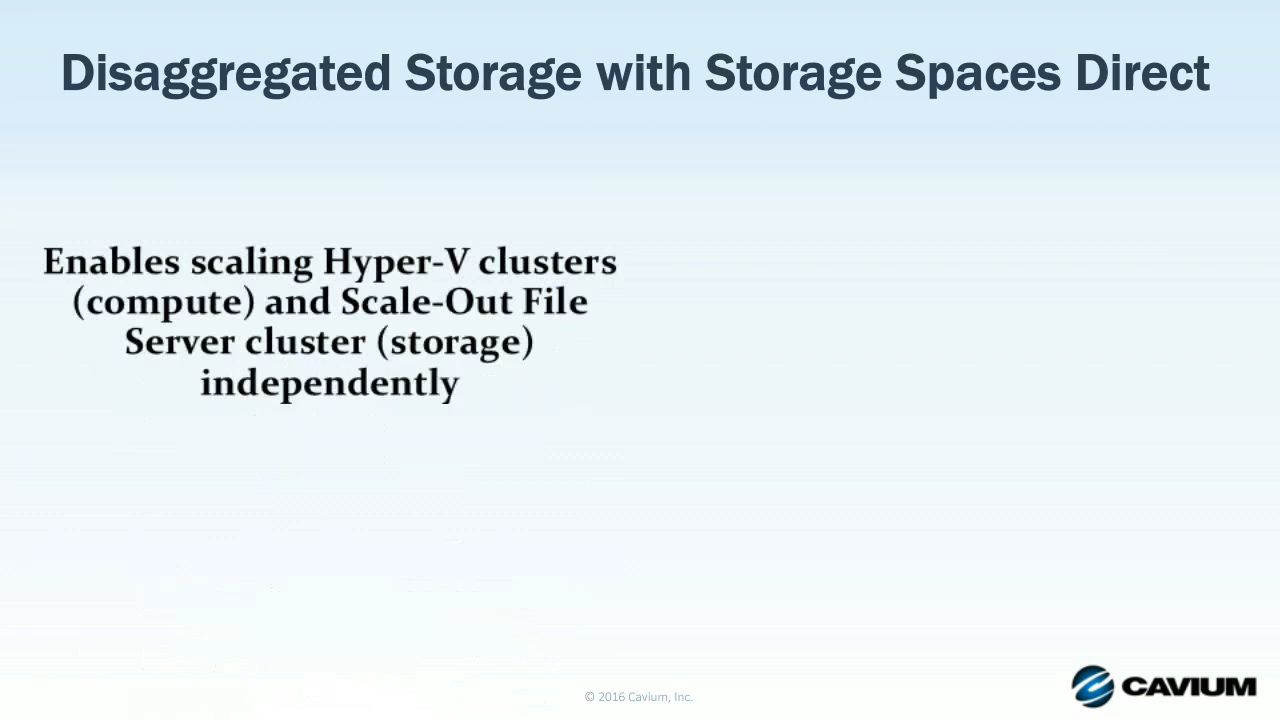 Disaggregated Storage with Storage Spaces Direct
Enables scaling Hyper-V clusters
(compute) and Scale-Out File
Server cluster (storage)
independently
© 2016 Cavium, Inc.
CAVIUM